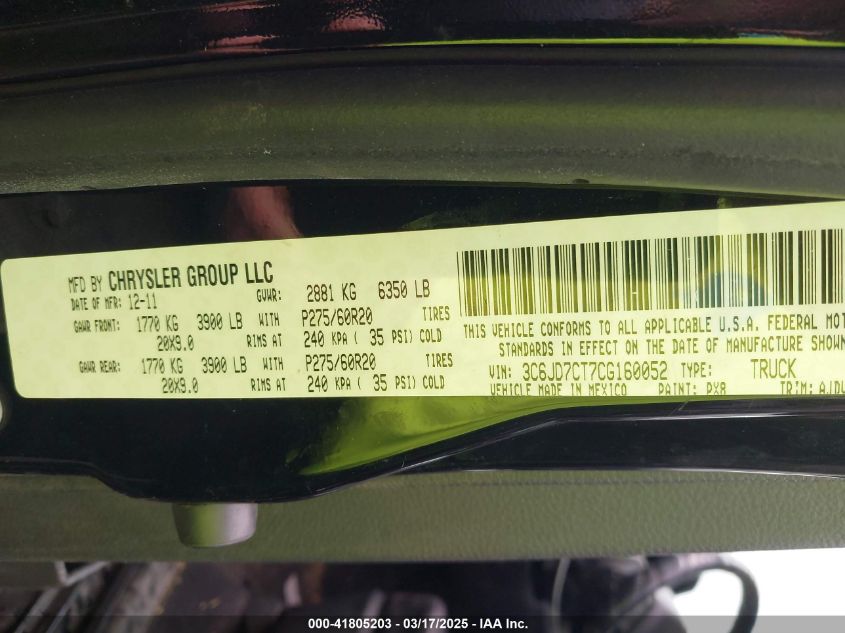 MFD BY CHRYSLER GROUP LLC
DATE OF MFR: 12-11 GVWR: 2881 KG 6350 LB
GAWR FRONT: 1770 KG 3900 LB WITH P275/60R20 TIRES
20X9.0 RIMS AT 240 KPA ( 35 PSI) COLD
GAWR REAR: 1770 KG 3900 LB WITH P275/60R20 TIRES
20X9.0 RIMS AT 240 KPA ( 35 PSI) COLD
THIS VEHICLE CONFORMS TO ALL APPLICABLE U.S.A. FEDERAL MOT
STANDARDS IN EFFECT ON THE DATE OF MANUFACTURE SHOWN
VIN: 3C6JD7CT7CG160052 TYPE: TRUCK
VEHICLE MADE IN MEXICO PAINT: PX8 TRIM:
000-41805203 - 03/17/2025 - IAA Inc.